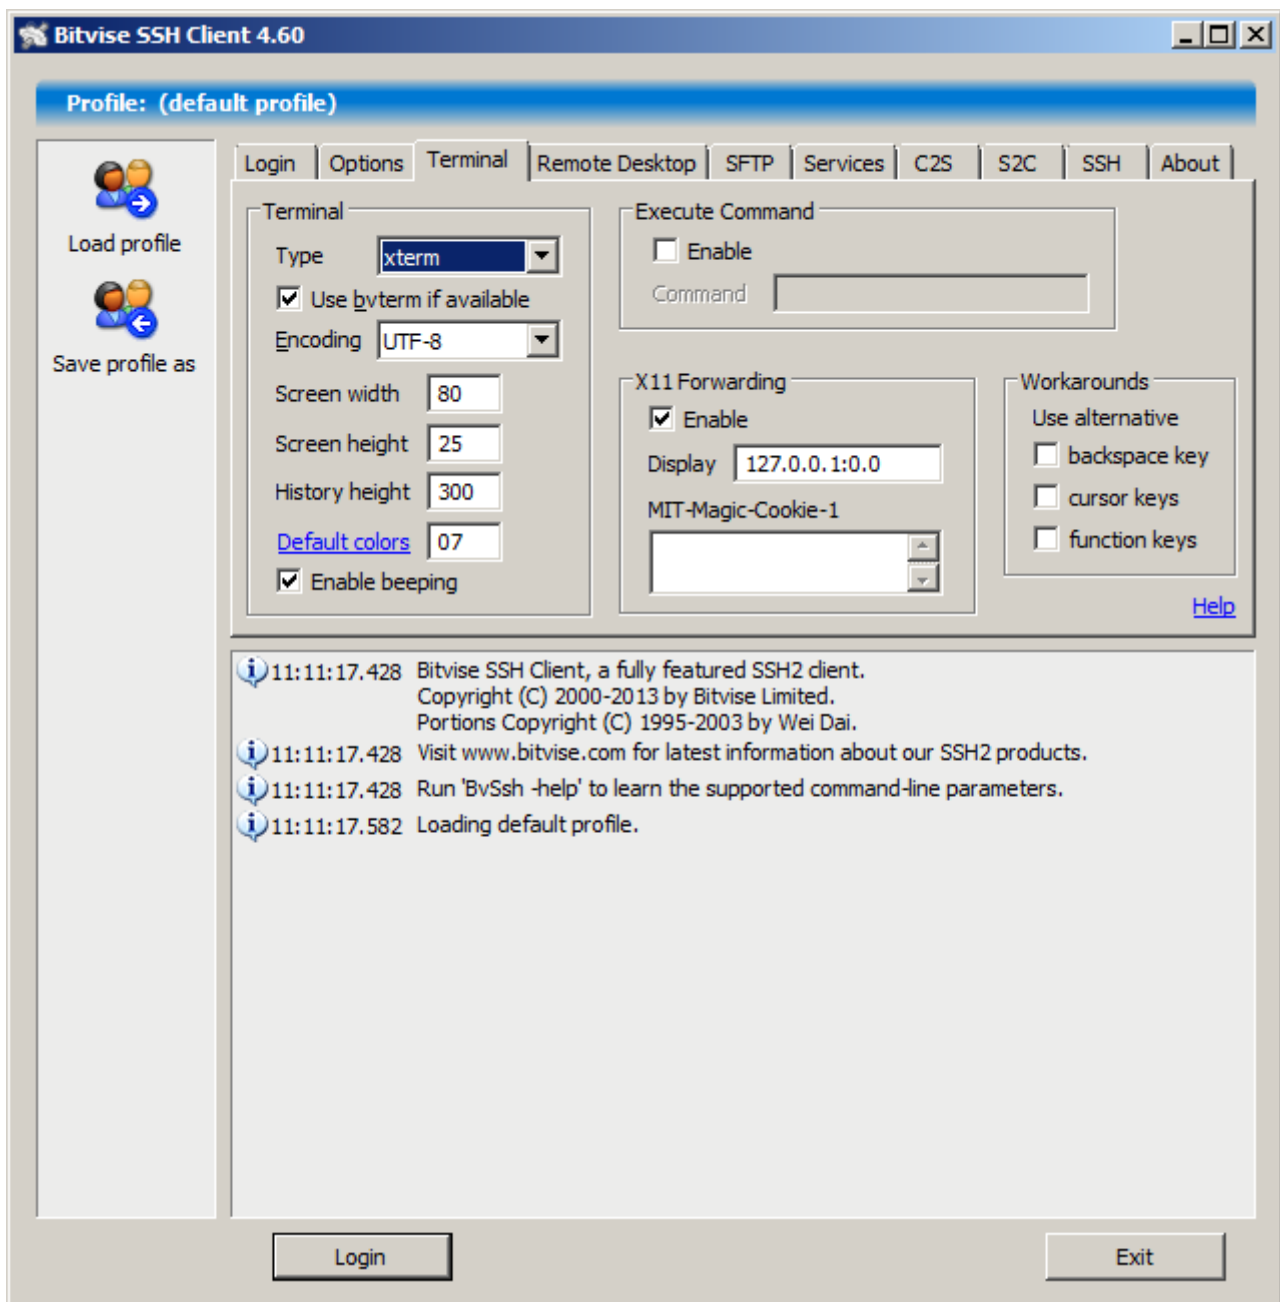 Bitvise SSH Client 4.60
Profile: (default profile)
Load profile
Save profile as
Login Options Terminal Remote Desktop SFTP Services C2S S2C SSH About
Terminal
Type xterm
Use bvterm if available
Encoding UTF-8
Screen width 80
Screen height 25
History height 300
Default colors 07
Enable beeping
Execute Command
Enable
Command
X11 Forwarding
Enable
Display 127.0.0.1:0.0
MIT-Magic-Cookie-1
Workarounds
Use alternative
backspace key
cursor keys
function keys
Help
11:11:17.428 Bitvise SSH Client, a fully featured SSH2 client.
Copyright (C) 2000-2013 by Bitvise Limited.
Portions Copyright (C) 1995-2003 by Wei Dai.
11:11:17.428 Visit www.bitvise.com for latest information about our SSH2 products.
11:11:17.428 Run 'BvSsh -help' to learn the supported command-line parameters.
11:11:17.582 Loading default profile.
Login
Exit